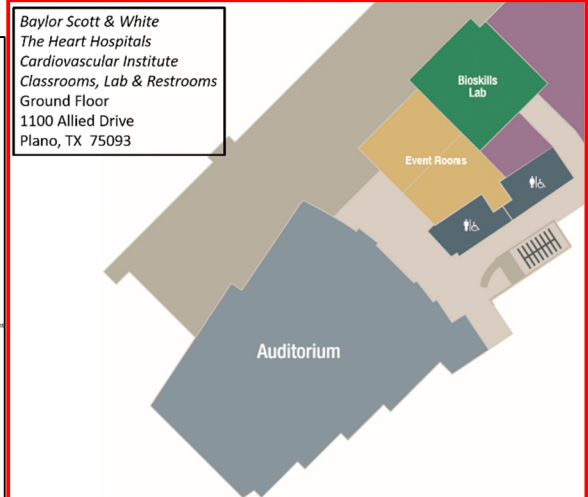 Baylor Scott & White
The Heart Hospitals
Cardiovascular Institute
Classrooms, Lab & Restrooms
Ground Floor
1100 Allied Drive
Plano, TX  75093
Bioskills
Lab
Event Rooms
Auditorium